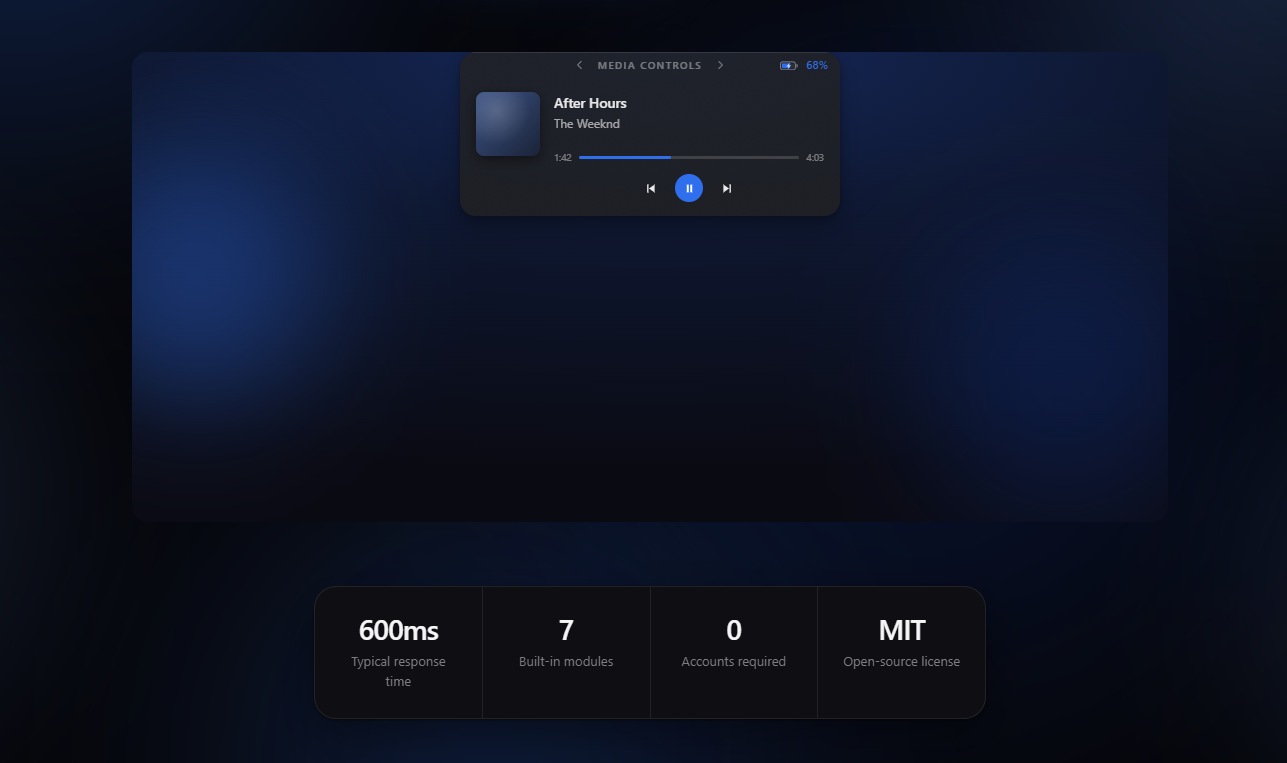 MEDIA CONTROLS
68%
After Hours
The Weeknd
1:42
4:03
600ms
Typical response
time
7
Built-in modules
0
Accounts required
MIT
Open-source license